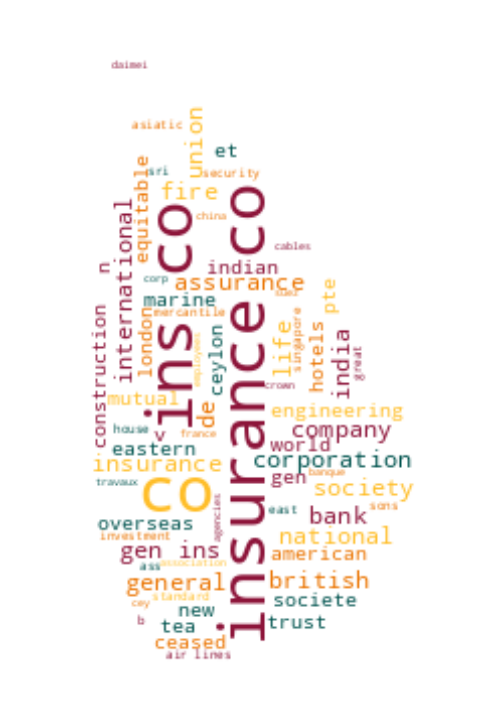 daimei
asiatic
union
et
sri
security
equitable
fire
china
ins co
insurance co
international
cables
n
indian
corp
assurance
suez
marine
pte
mercantile
london
construction
employees
ceylon
life
singapore
hotels
india
great
crown
mutual
de
engineering
house
v
france
company
world
eastern
corporation
insurance
banque
gen
travaux
co
society
agencies
east
sons
bank
overseas
investment
national
gen ins
american
ass
association
general
british
standard
cey
new
societe
b
tea
trust
ceased
air lines